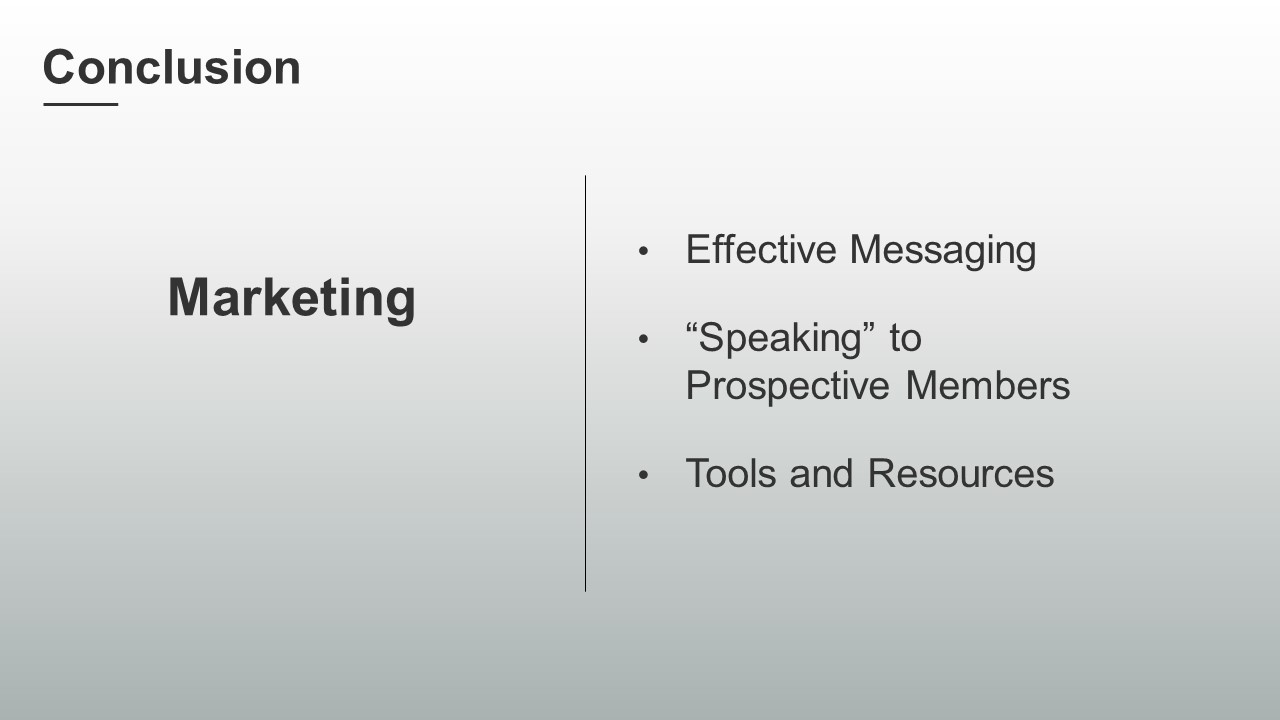 Conclusion
Marketing
• Effective Messaging
• “Speaking” to
Prospective Members
• Tools and Resources